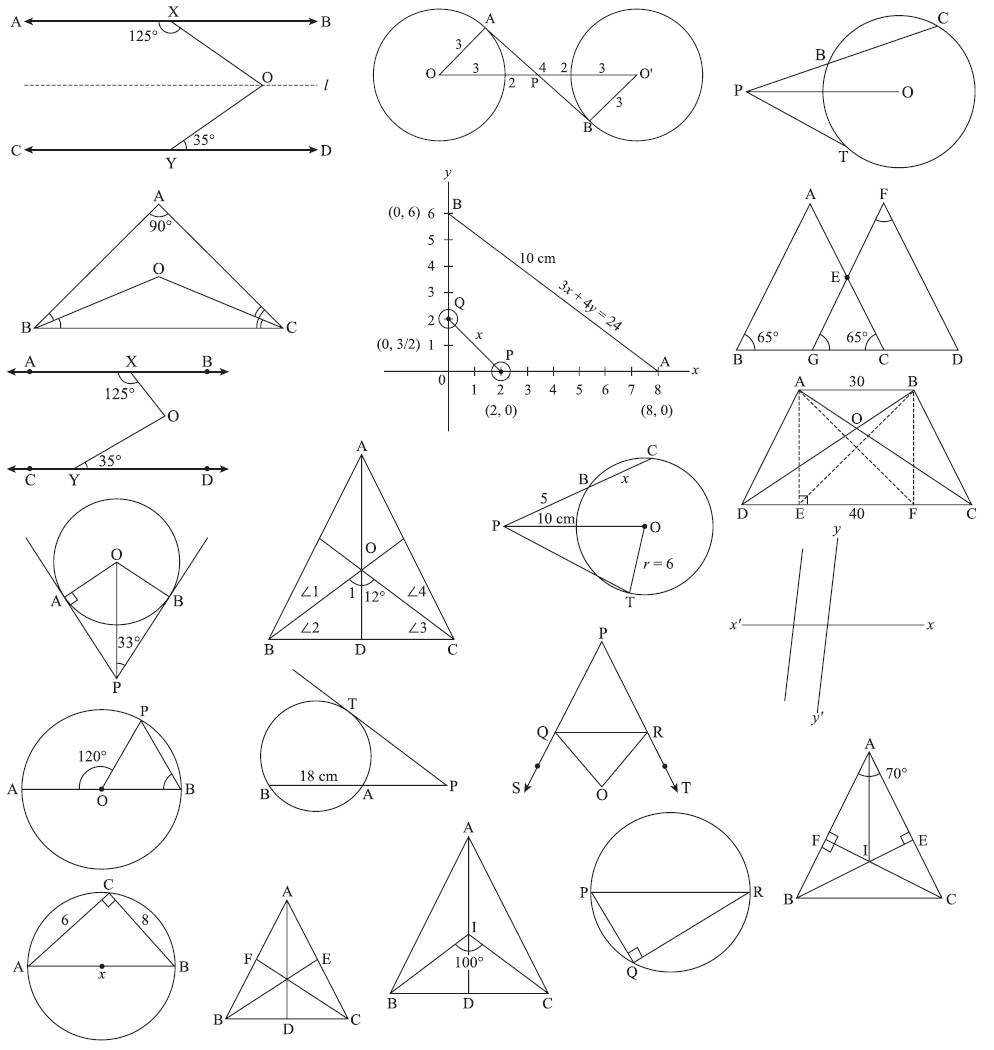 A X B
125°
O
l
C Y D
35°
A
3
O 3 2 P 4 2 3 O'
3
B
C
B
P O
T
A
90°
O
B C
y
(0, 6) 6 B
5
10 cm
4
3
3x + 4y = 24
Q
2
x
(0, 3/2) 1
P A
0 1 2 3 4 5 6 7 8 x
(2, 0) (8, 0)
A F
E
65° 65°
B G C D
A X B
125°
O
35°
C Y D
A 30 B
O
D E 40 F C
A
O
∠1 1 12° ∠4
∠2 ∠3
B D C
C
B x
5
P 10 cm O
r = 6
T
y
x' x
y'
O
A B
33°
P
P
120°
A O B
T
18 cm
B A P
P
Q R
S O T
A
70°
F I E
B C
C
6 8
A x B
A
F E
B D C
A
I
100°
B D C
P R
Q